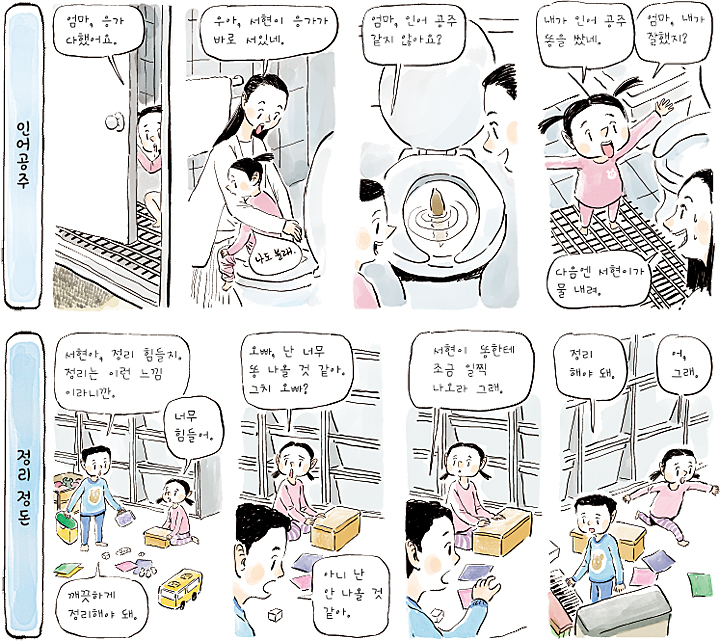 인어공주
엄마, 응가
다했어요.
우아, 서현이 응가가
바로 서있네.
나도 볼래.
엄마, 인어 공주
같지 않아요?
내가 인어 공주
똥을 쌌네.
엄마, 내가
잘했지?
다음엔 서현이가
물 내려.
정리 정돈
서현아, 정리 힘들지.
정리는 이런 느낌
이라니깐.
너무
힘들어.
깨끗하게
정리해야 돼.
오빠, 난 너무
똥 나올 것 같아.
그치 오빠?
아니 난
안 나올 것
같아.
서현이 똥한테
조금 일찍
나오라 그래.
정리
해야 돼.
어,
그래.